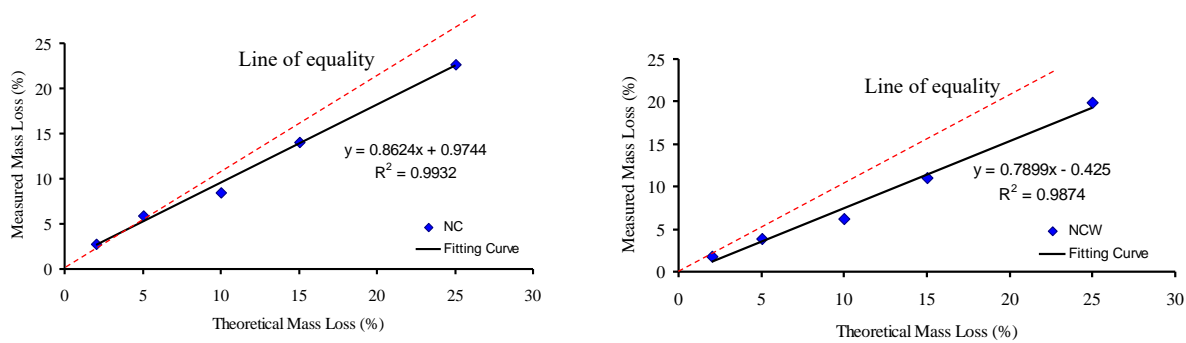 Line of equality
25
20
15
10
5
0
Measured Mass Loss (%)
y = 0.8624x + 0.9744
R² = 0.9932
NC
Fitting Curve
0 5 10 15 20 25 30
Theoretical Mass Loss (%)
Line of equality
25
20
15
10
5
0
Measured Mass Loss (%)
y = 0.7899x - 0.425
R² = 0.9874
NCW
Fitting Curve
0 5 10 15 20 25 30
Theoretical Mass Loss (%)